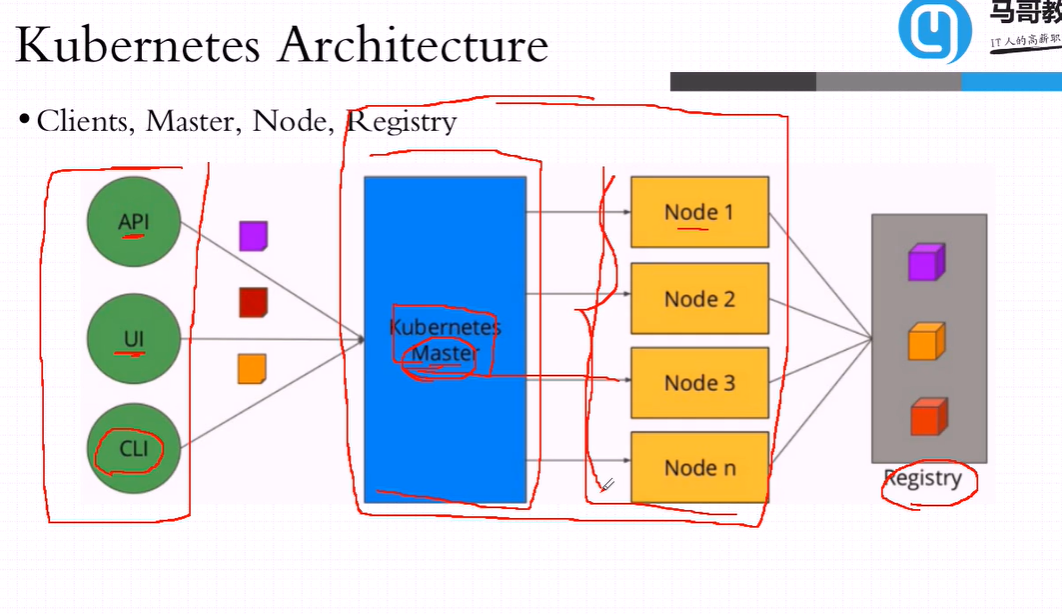 Kubernetes Architecture
马哥教
IT人的高薪职
•Clients, Master, Node, Registry
API
UI
CLI
Kubernetes
Master
Node 1
Node 2
Node 3
Node n
Registry